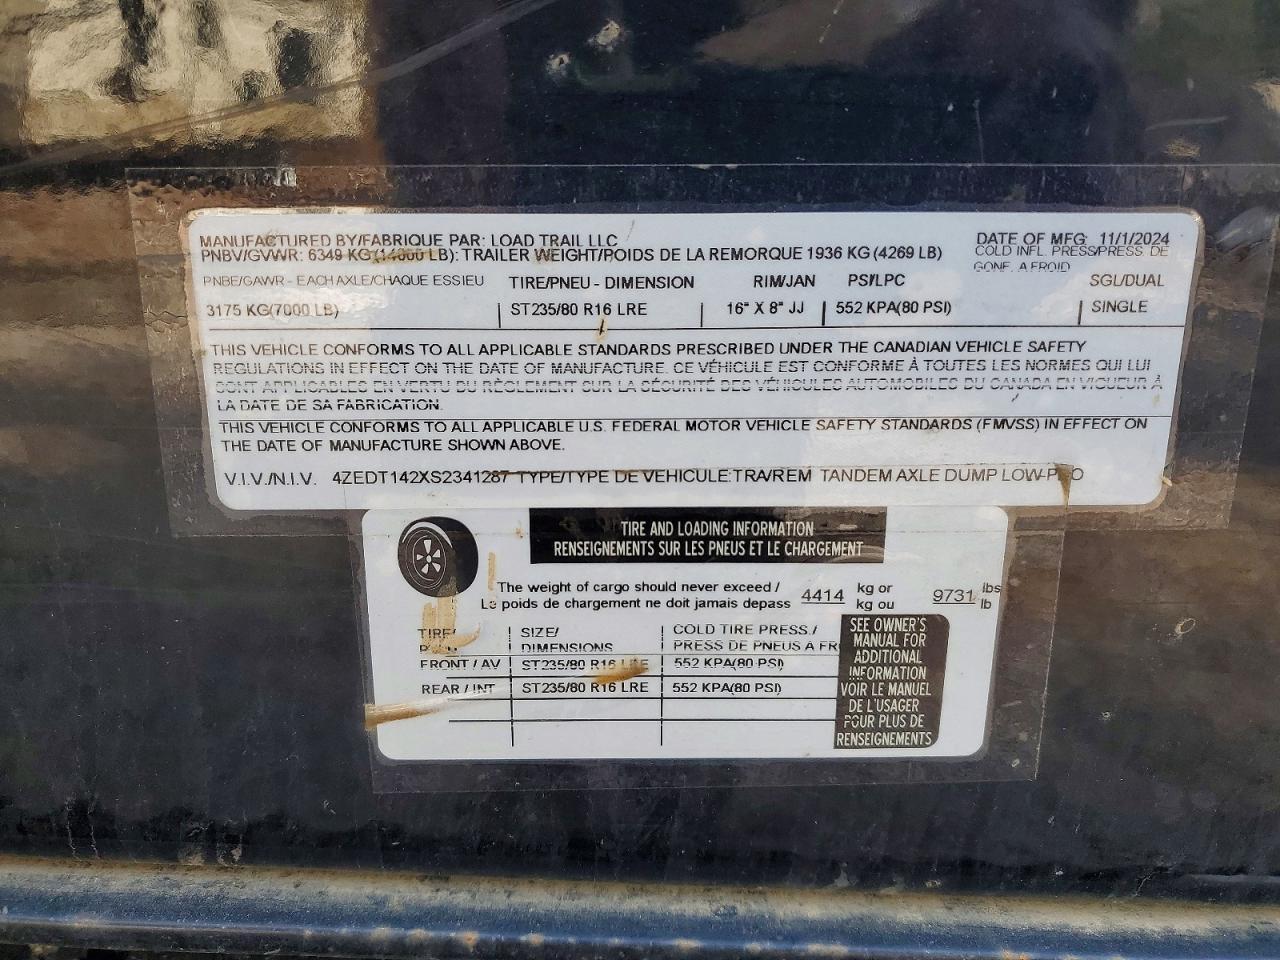 MANUFACTURED BY/FABRIQUE PAR: LOAD TRAIL LLC
DATE OF MFG: 11/1/2024
PNBV/GVWR: 6349 KG(14000 LB): TRAILER WEIGHT/POIDS DE LA REMORQUE 1936 KG (4269 LB)
COLD INFL. PRESS/PRESS. DE
GONF. A FROID
PNBE/GAWR - EACH AXLE/CHAQUE ESSIEU TIRE/PNEU - DIMENSION RIM/JAN PSI/LPC SGL/DUAL
3175 KG(7000 LB) ST235/80 R16 LRE 16" X 8" JJ 552 KPA(80 PSI) SINGLE
THIS VEHICLE CONFORMS TO ALL APPLICABLE STANDARDS PRESCRIBED UNDER THE CANADIAN VEHICLE SAFETY
REGULATIONS IN EFFECT ON THE DATE OF MANUFACTURE. CE VÉHICULE EST CONFORME À TOUTES LES NORMES QUI LUI
SONT APPLICABLES EN VERTU DU RÈGLEMENT SUR LA SÉCURITÉ DES VÉHICULES AUTOMOBILES DU CANADA EN VIGUEUR À
LA DATE DE SA FABRICATION.
THIS VEHICLE CONFORMS TO ALL APPLICABLE U.S. FEDERAL MOTOR VEHICLE SAFETY STANDARDS (FMVSS) IN EFFECT ON
THE DATE OF MANUFACTURE SHOWN ABOVE.
V.I.V./N.I.V. 4ZEDT142XS2341287 TYPE/TYPE DE VEHICULE:TRA/REM TANDEM AXLE DUMP LOW-PRO
TIRE AND LOADING INFORMATION
RENSEIGNEMENTS SUR LES PNEUS ET LE CHARGEMENT
The weight of cargo should never exceed / 4414 kg or 9731 lbs
Le poids de chargement ne doit jamais depass kg ou lb
TIRE/ SIZE/ COLD TIRE PRESS./
DIMENSIONS PRESS DE PNEUS A FR
FRONT / AV ST235/80 R16 LRE 552 KPA(80 PSI)
REAR / INT ST235/80 R16 LRE 552 KPA(80 PSI)
SEE OWNER'S
MANUAL FOR
ADDITIONAL
INFORMATION
VOIR LE MANUEL
DE L'USAGER
POUR PLUS DE
RENSEIGNEMENTS